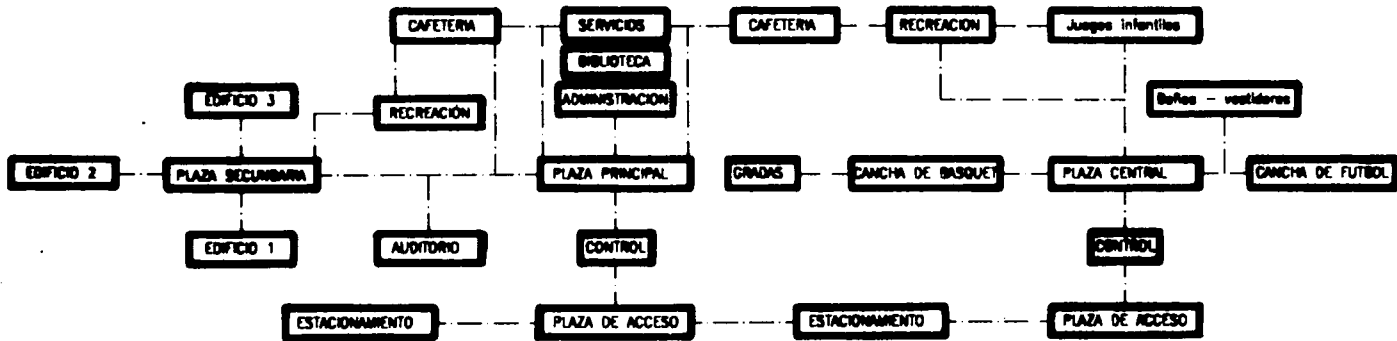 CAFETERIA
SERVICIOS
CAFETERIA
RECREACION
Juegos infantiles
BIBLIOTECA
EDIFICIO 3
ADMINISTRACION
Baños - vestidores
RECREACIÓN
EDIFICIO 2
PLAZA SECUNDARIA
PLAZA PRINCIPAL
GRADAS
CANCHA DE BASQUET
PLAZA CENTRAL
CANCHA DE FUTBOL
EDIFICIO 1
AUDITORIO
CONTROL
CONTROL
ESTACIONAMIENTO
PLAZA DE ACCESO
ESTACIONAMIENTO
PLAZA DE ACCESO